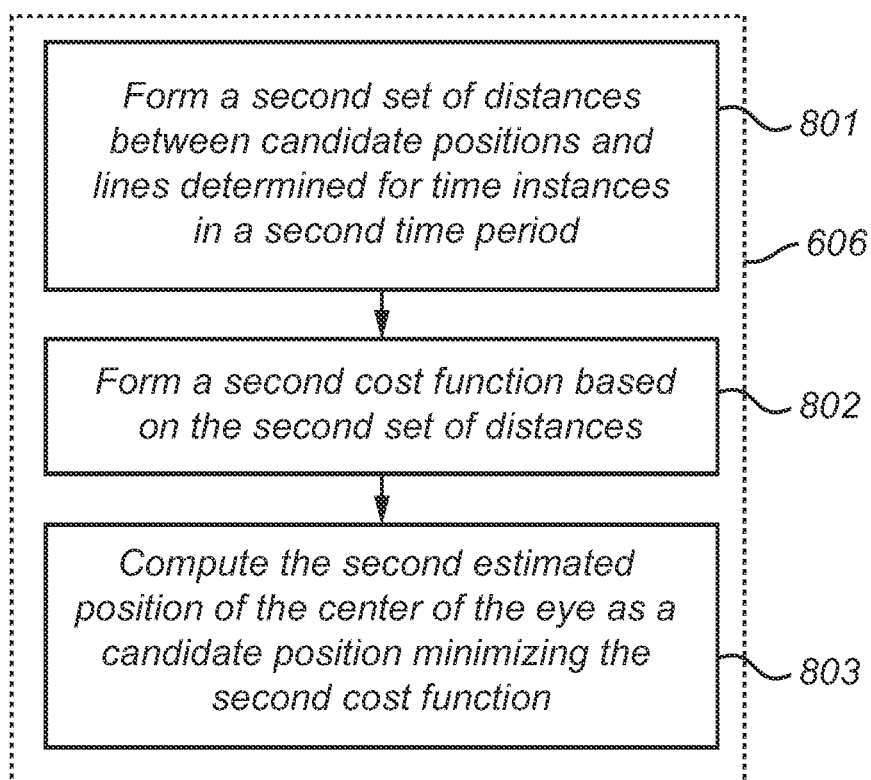 Form a second set of distances
between candidate positions and
lines determined for time instances
in a second time period
801
606
Form a second cost function based
on the second set of distances
802
Compute the second estimated
position of the center of the eye as a
candidate position minimizing the
second cost function
803